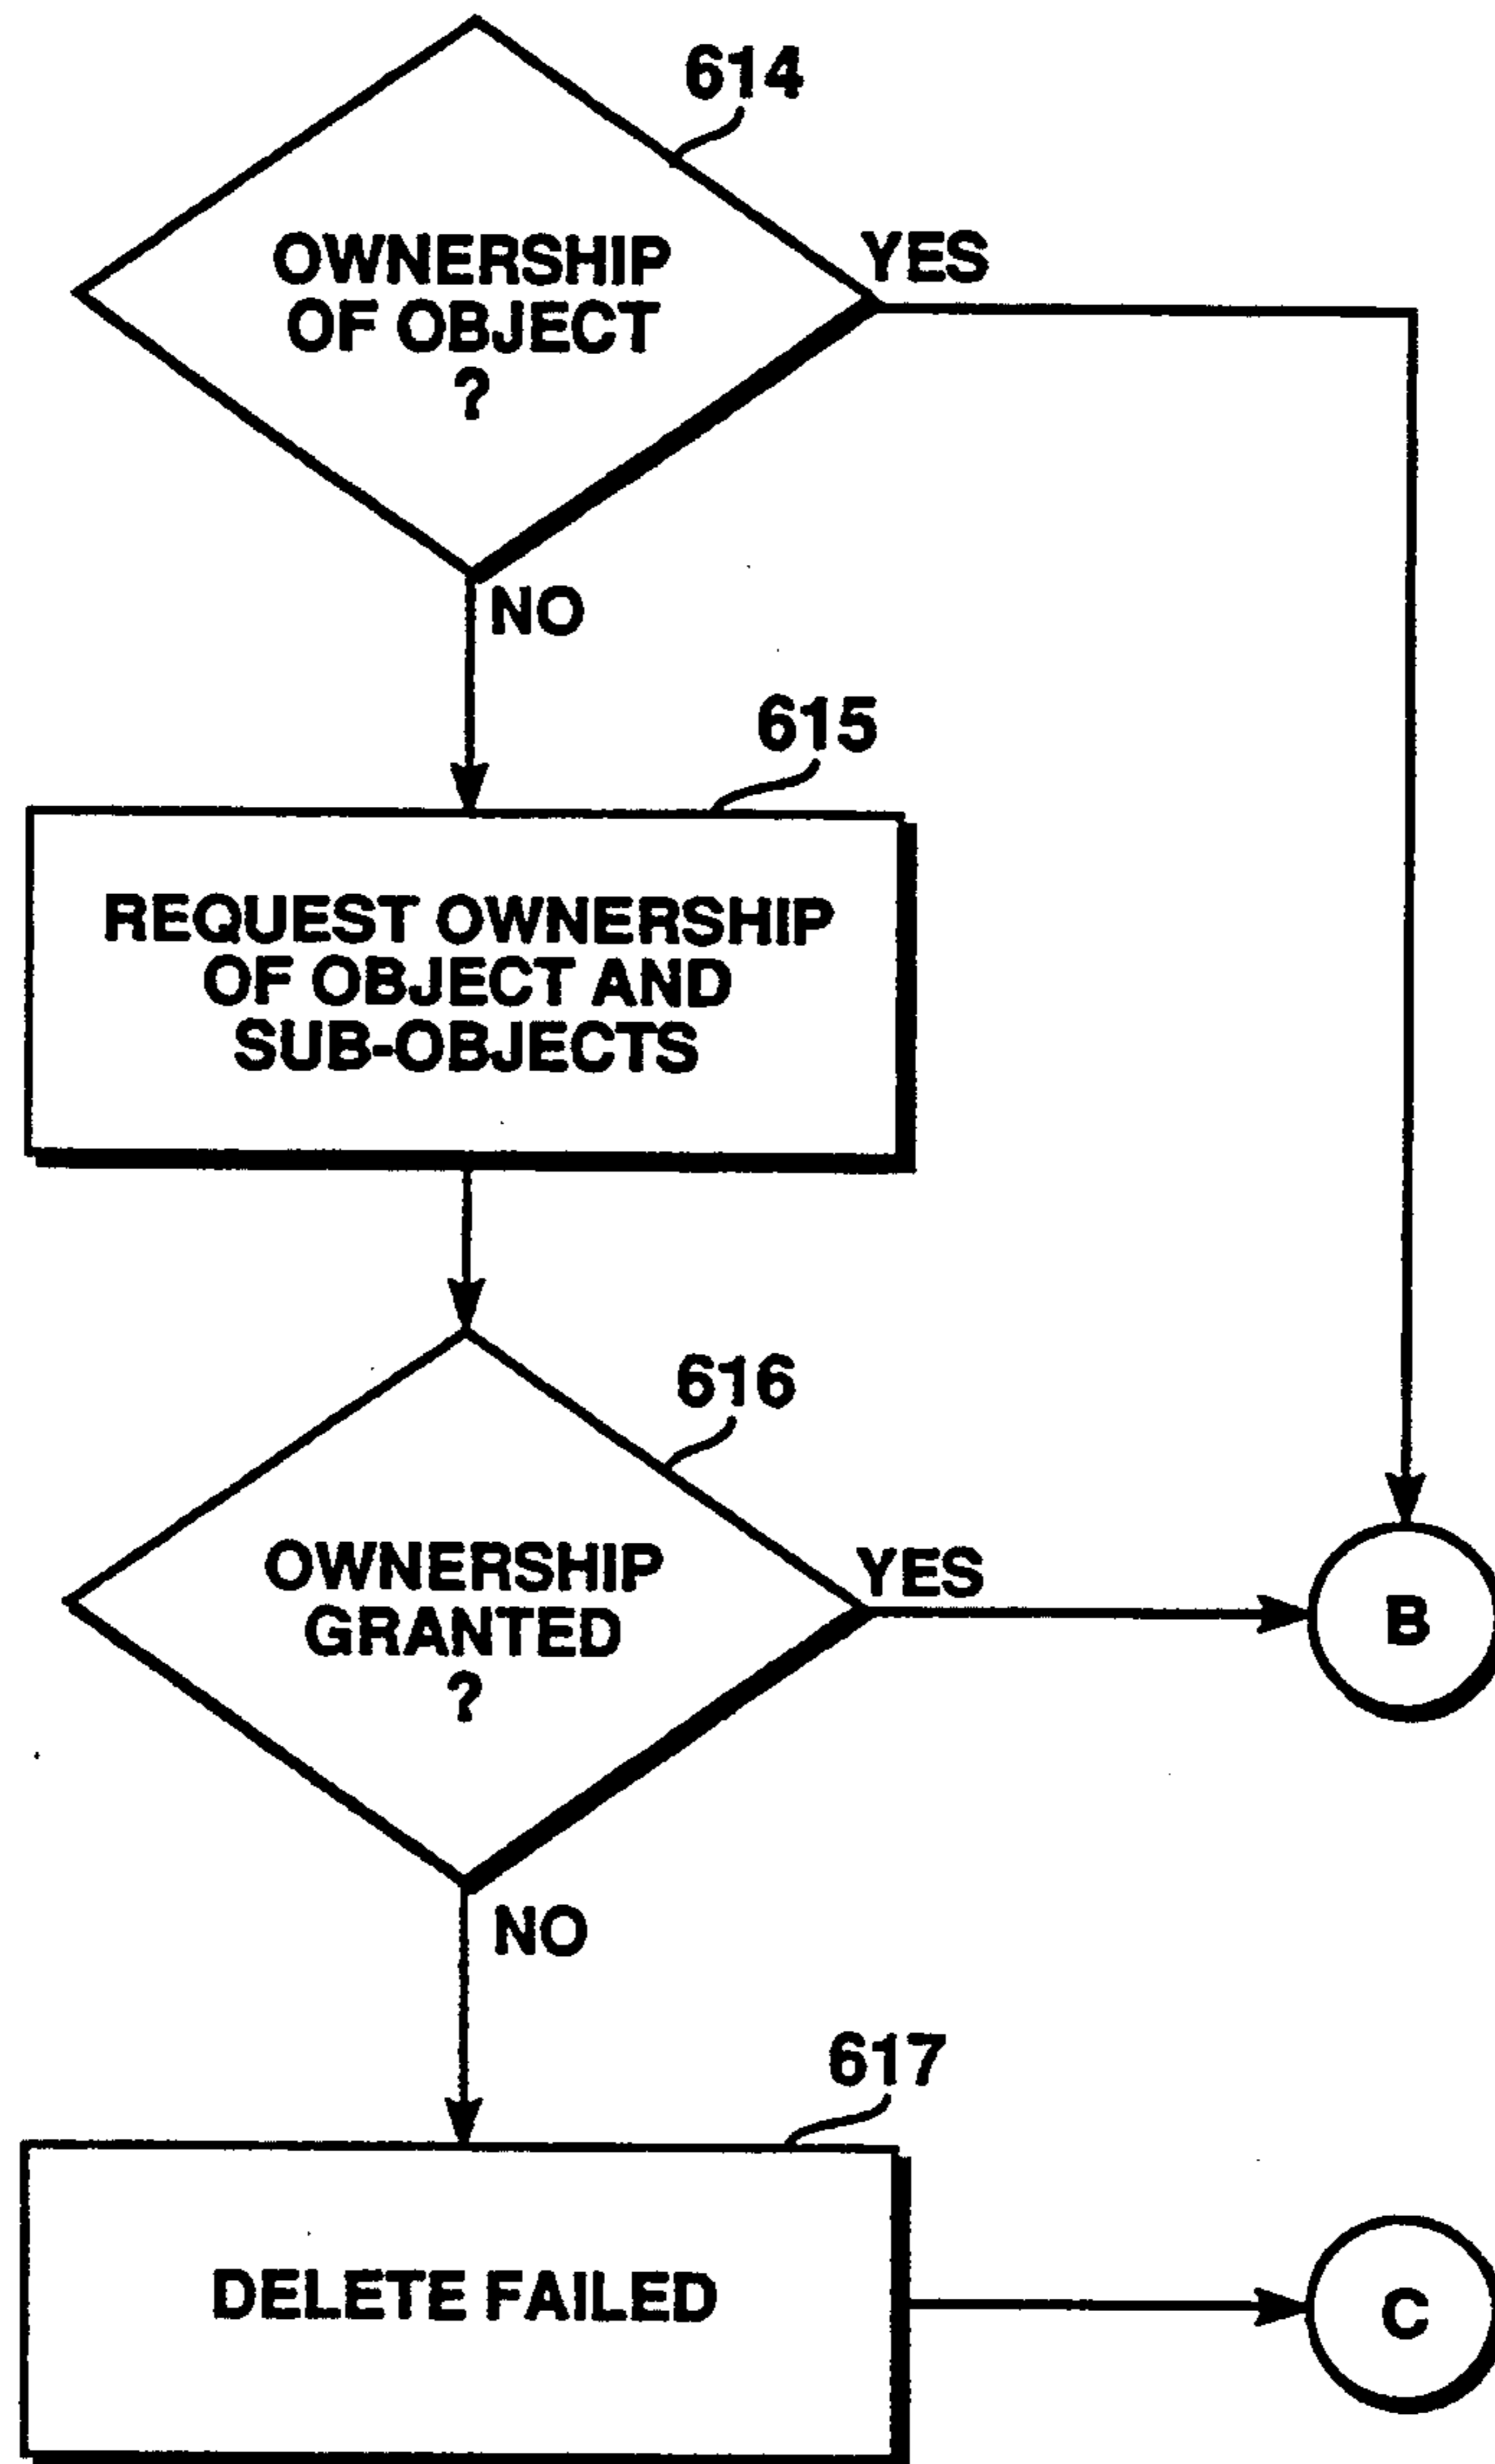 614
OWNERSHIP
OF OBJECT
?
YES
NO
615
REQUEST OWNERSHIP
OF OBJECT AND
SUB-OBJECTS
616
OWNERSHIP
GRANTED
?
YES
B
NO
617
DELETE FAILED
C